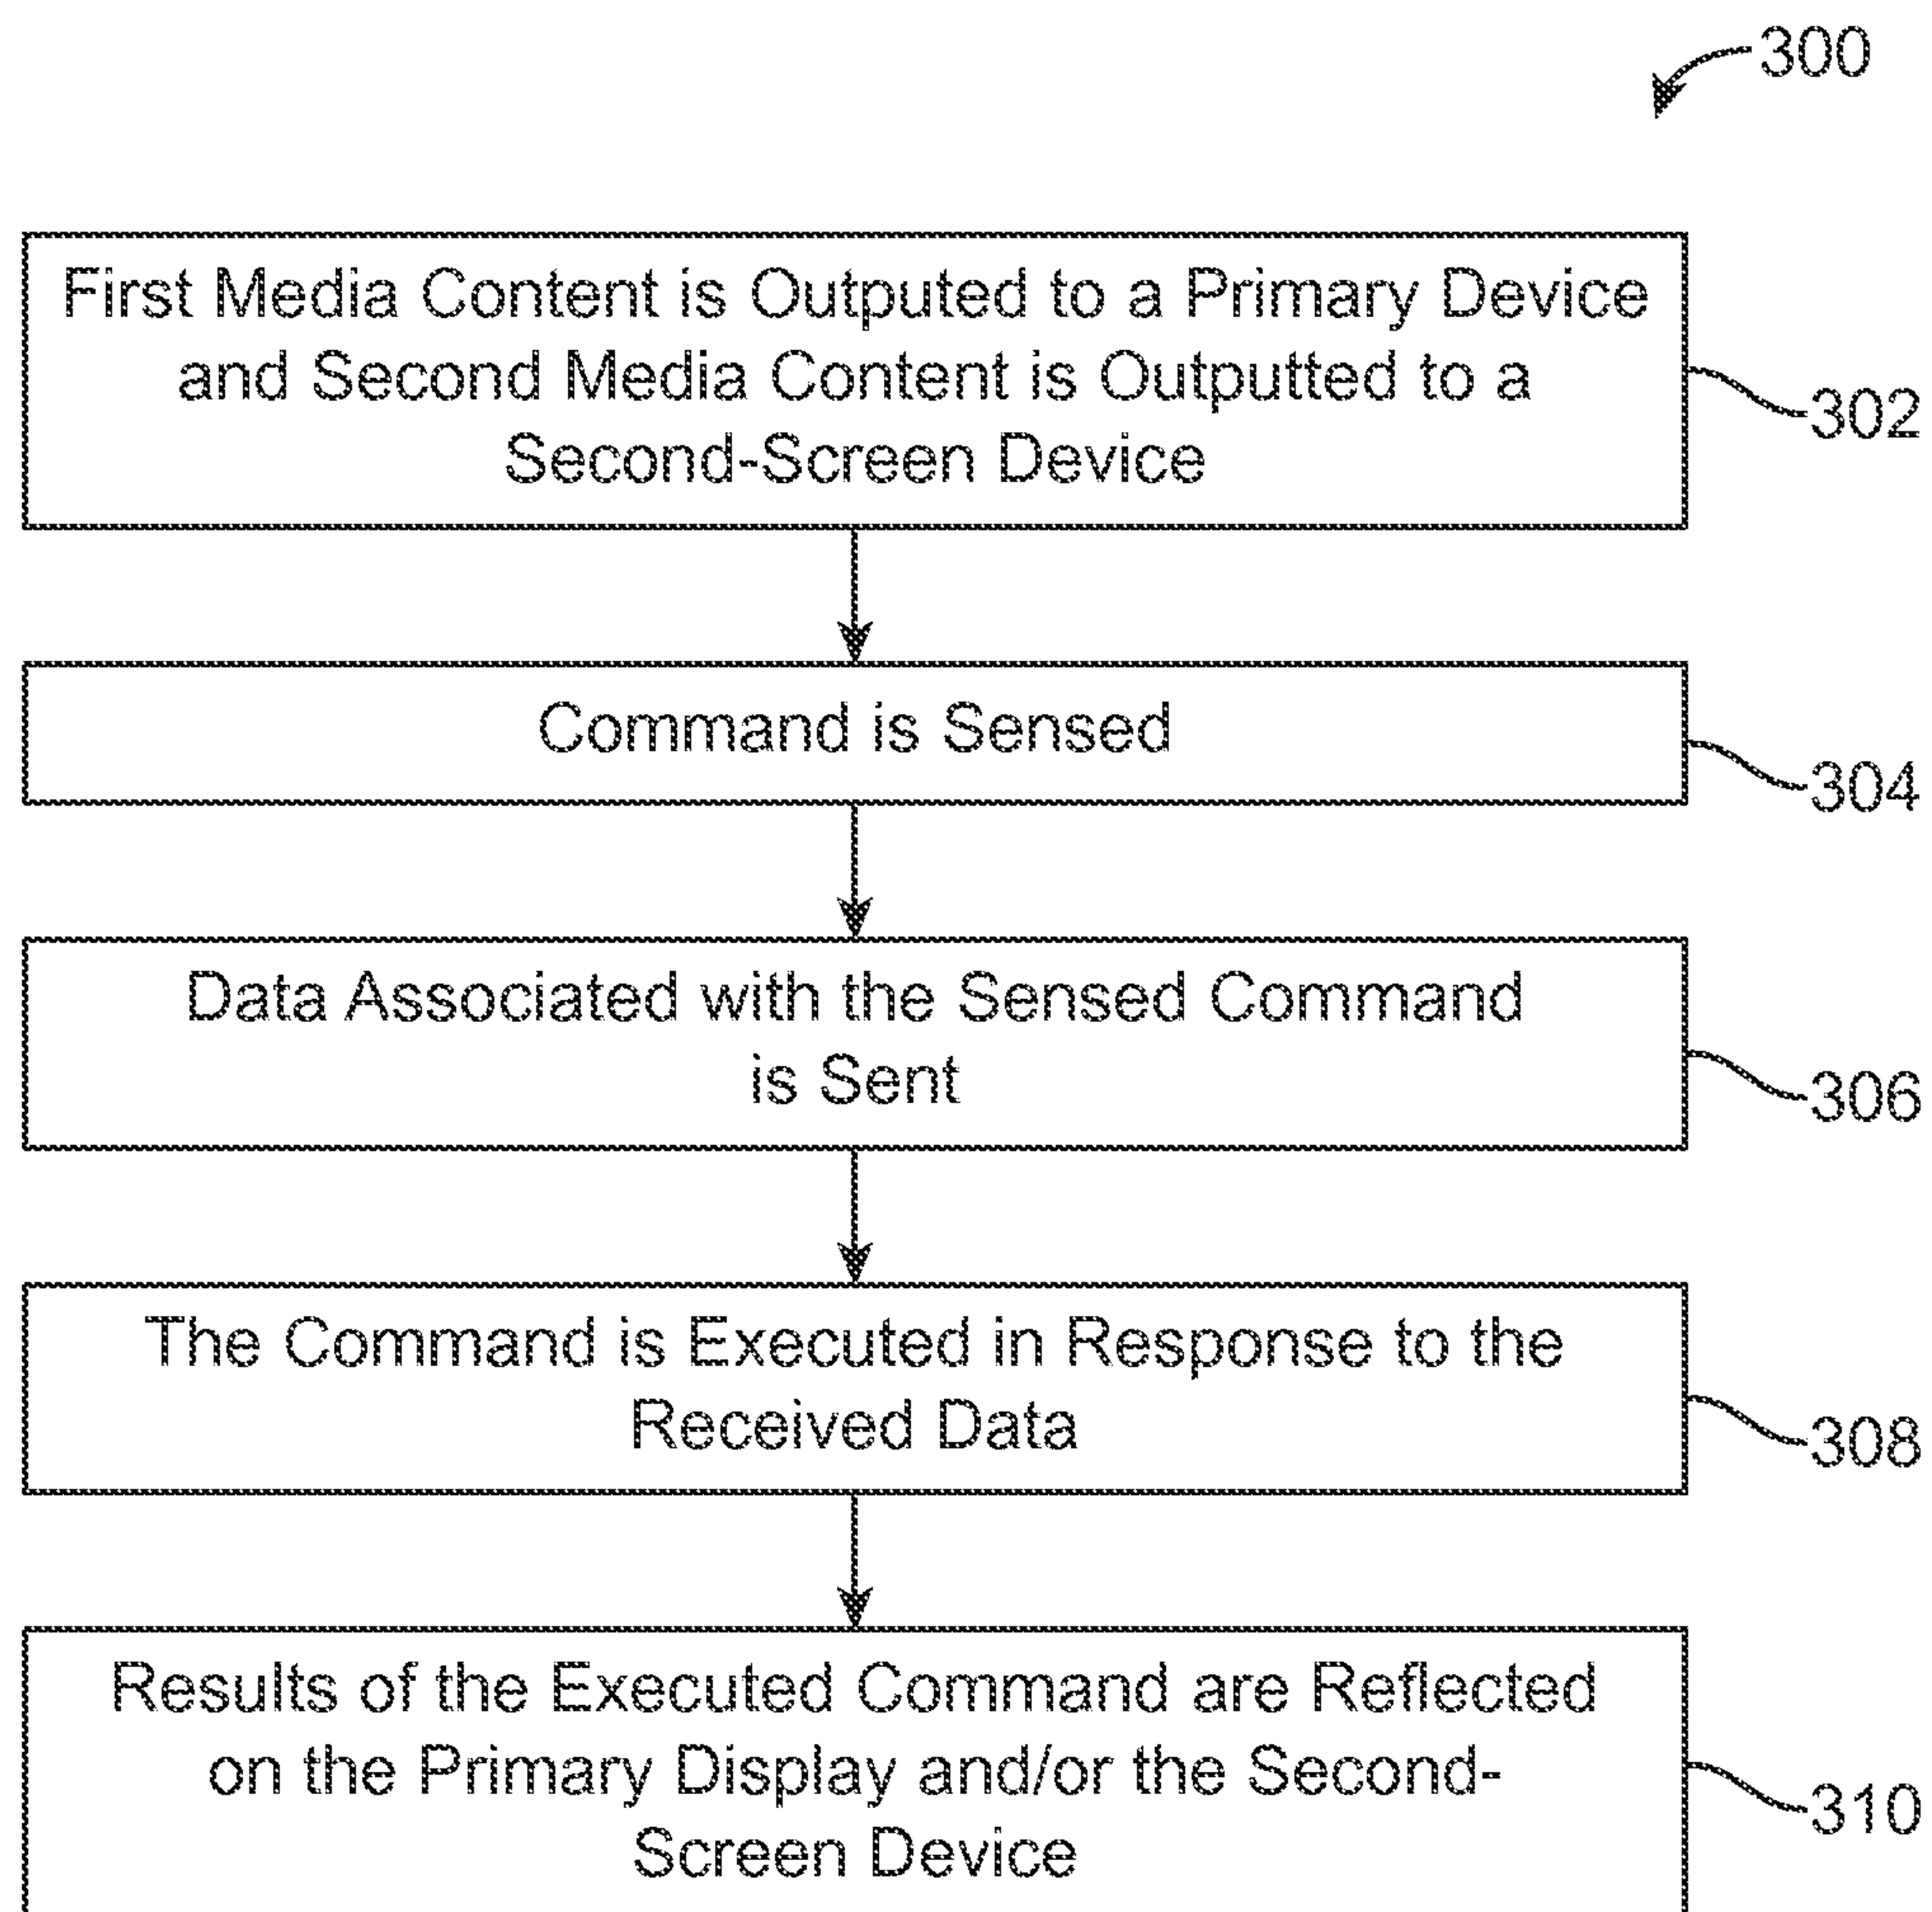 300
First Media Content is Outputed to a Primary Device
and Second Media Content is Outputted to a
Second-Screen Device
302
Command is Sensed
304
Data Associated with the Sensed Command
is Sent
306
The Command is Executed in Response to the
Received Data
308
Results of the Executed Command are Reflected
on the Primary Display and/or the Second-
Screen Device
310